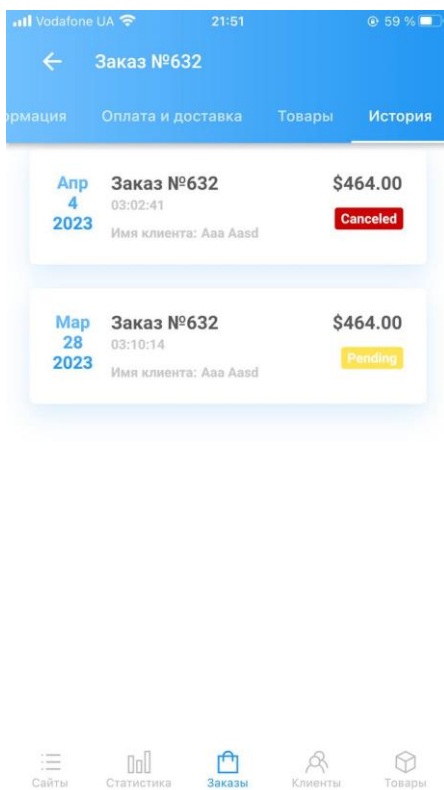 Vodafone UA 21:51 59 %
Заказ №632
ормация Оплата и доставка Товары История
Апр 4 2023
Заказ №632
03:02:41
Имя клиента: Aaa Aasd
$464.00
Canceled
Мар 28 2023
Заказ №632
03:10:14
Имя клиента: Aaa Aasd
$464.00
Pending
Сайты Статистика Заказы Клиенты Товары